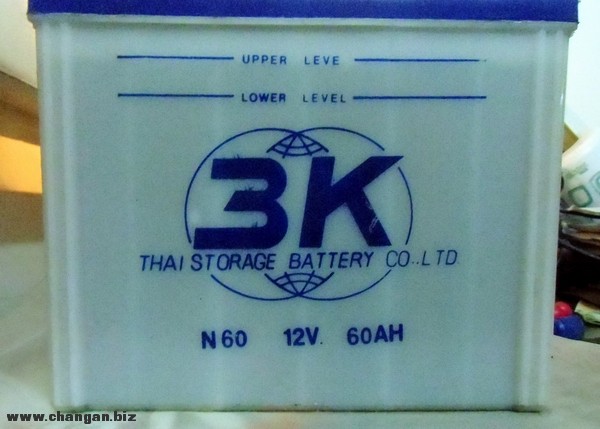 UPPER LEVE
LOWER LEVEL
3K
THAI STORAGE BATTERY CO..LTD
N60 12V. 60AH
www.changan.biz